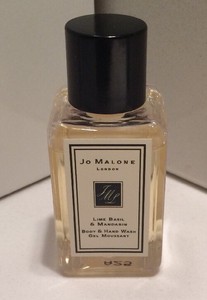 Jo Malone
London
Lime Basil
& Mandarin
Body & Hand Wash
Gel Moussant